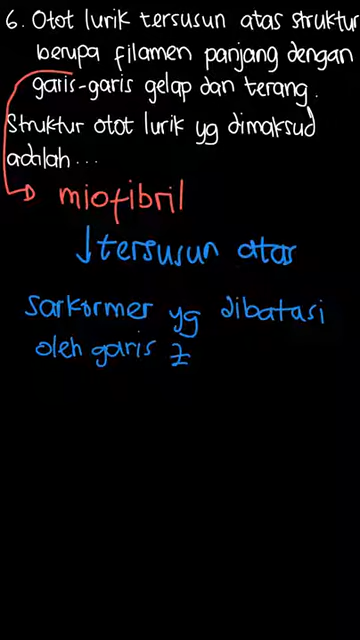 6. Otot lurik tersusun atas struktur
berupa filamen panjang dengan
garis-garis gelap dan terang.
Struktur otot lurik yg dimaksud
adalah...
miofibril
tersusun atas
sarkormer yg dibatasi
oleh garis z